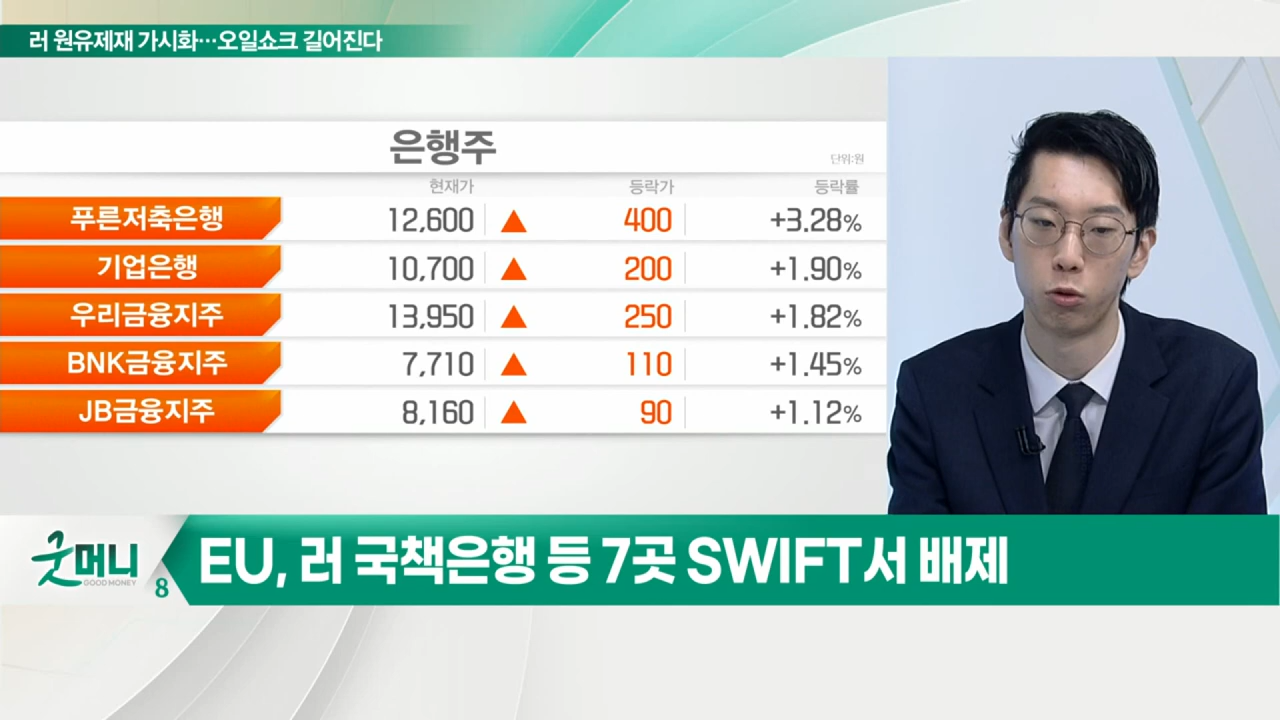 러 원유제재 가시화…오일쇼크 길어진다
은행주
단위:원
현재가 등락가 등락률
푸른저축은행 12,600 ▲ 400 +3.28%
기업은행 10,700 ▲ 200 +1.90%
우리금융지주 13,950 ▲ 250 +1.82%
BNK금융지주 7,710 ▲ 110 +1.45%
JB금융지주 8,160 ▲ 90 +1.12%
굿머니
GOOD MONEY
8
EU, 러 국책은행 등 7곳 SWIFT서 배제